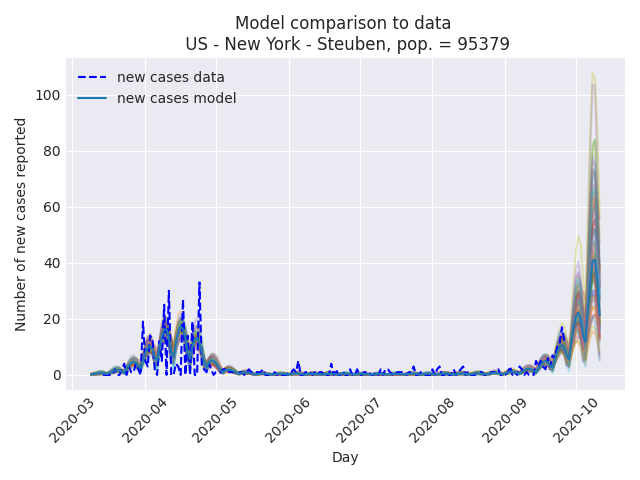 Model comparison to data
US - New York - Steuben, pop. = 95379
new cases data
new cases model
Number of new cases reported
100
80
60
40
20
0
2020-03
2020-04
2020-05
2020-06
2020-07
2020-08
2020-09
2020-10
Day